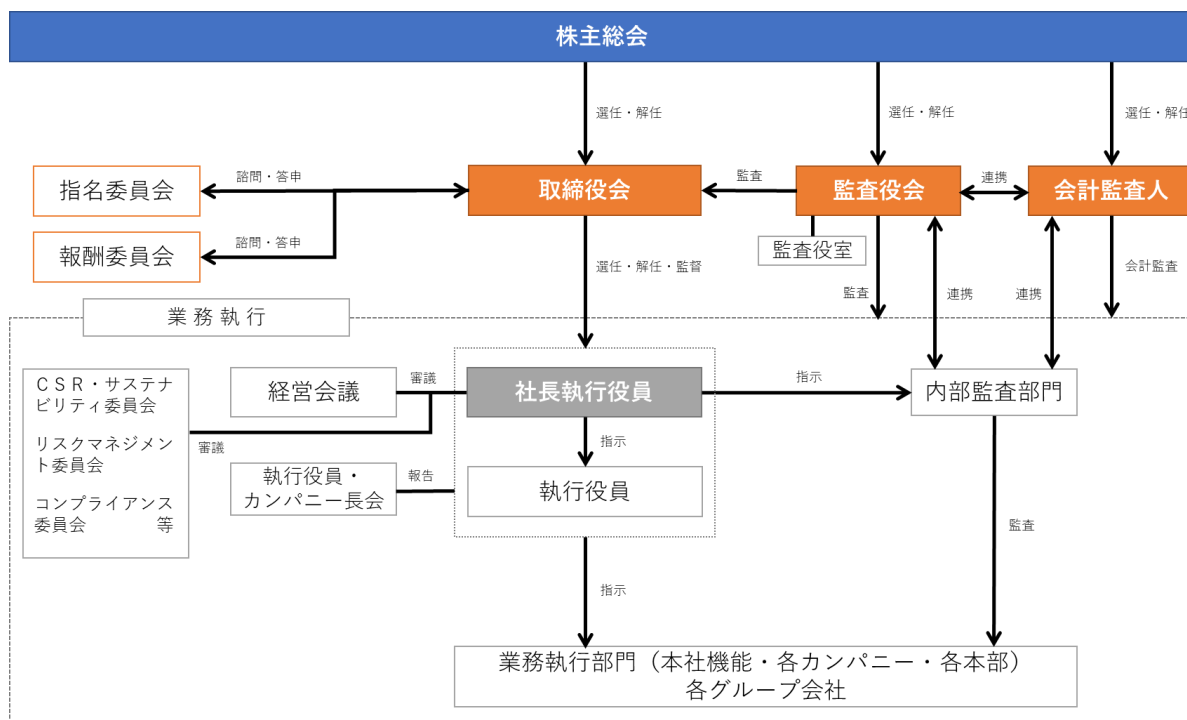 株主総会
選任・解任
選任・解任
選任・解任
指名委員会
諮問・答申
取締役会
監査
監査役会
連携
会計監査人
報酬委員会
諮問・答申
監査役室
選任・解任・監督
監査
連携
連携
会計監査
業務執行
CSR・サステナ
ビリティ委員会
リスクマネジメン
ト委員会
コンプライアンス
委員会 等
審議
経営会議
審議
社長執行役員
指示
内部監査部門
指示
執行役員・
カンパニー長会
報告
執行役員
監査
指示
業務執行部門（本社機能・各カンパニー・各本部）
各グループ会社